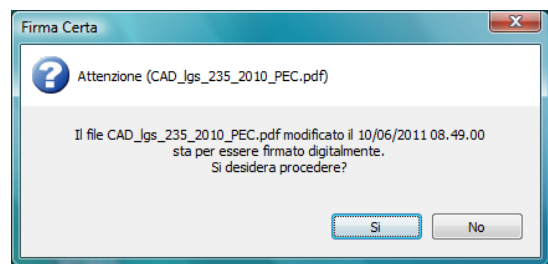 Firma Certa
Attenzione (CAD_lgs_235_2010_PEC.pdf)
Il file CAD_lgs_235_2010_PEC.pdf modificato il 10/06/2011 08.49.00
sta per essere firmato digitalmente.
Si desidera procedere?
Si No